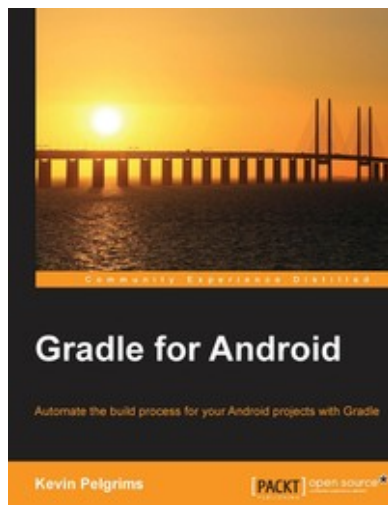 Community Experience Distilled
Gradle for Android
Automate the build process for your Android projects with Gradle
Kevin Pelgrims
[PACKT] open source*
PUBLISHING